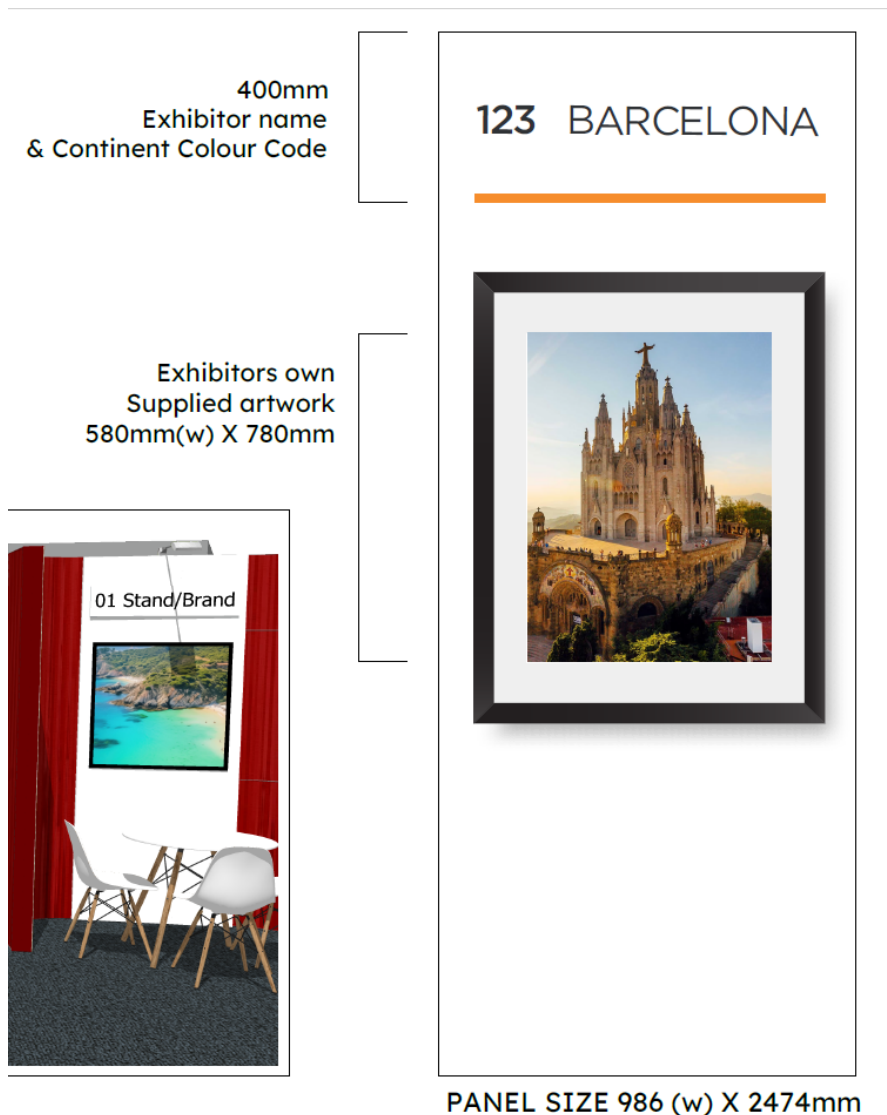 400mm
Exhibitor name
& Continent Colour Code
123 BARCELONA
Exhibitors own
Supplied artwork
580mm(w) X 780mm
01 Stand/Brand
PANEL SIZE 986 (w) X 2474mm